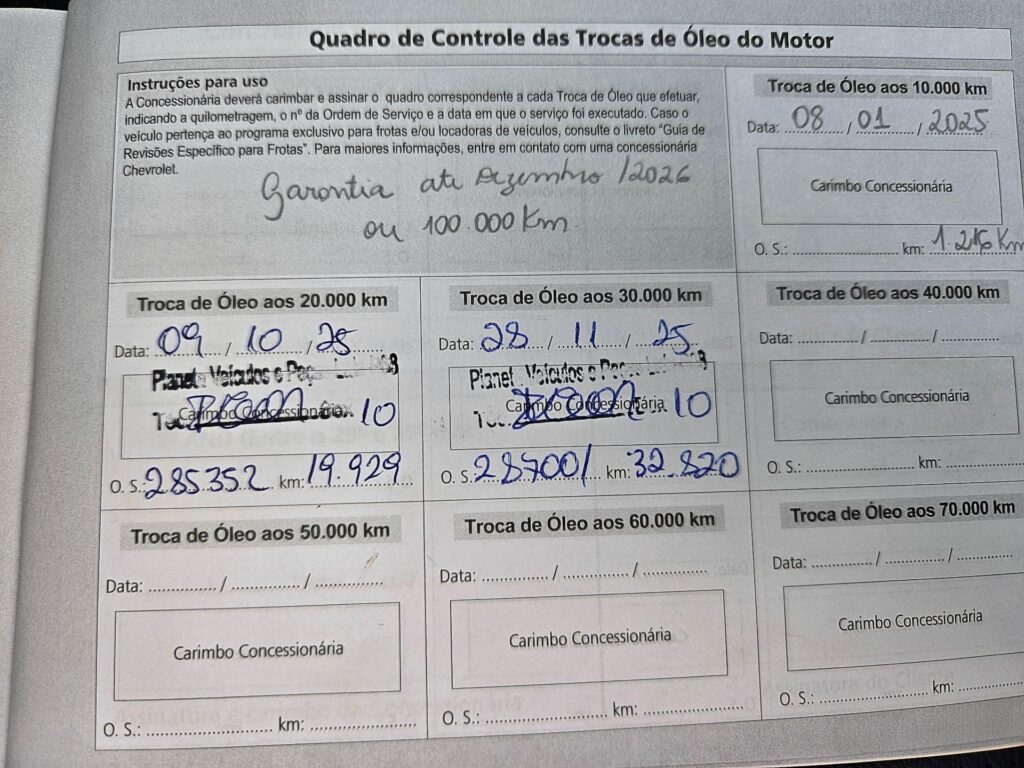 Quadro de Controle das Trocas de Óleo do Motor
Instruções para uso
A Concessionária deverá carimbar e assinar o quadro correspondente a cada Troca de Óleo que efetuar,
indicando a quilometragem, o nº da Ordem de Serviço e a data em que o serviço foi executado. Caso o
veículo pertença ao programa exclusivo para frotas e/ou locadoras de veículos, consulte o livreto "Guia de
Revisões Específico para Frotas". Para maiores informações, entre em contato com uma concessionária
Chevrolet.
Garantia até Dezembro /2026
ou 100.000 Km
Troca de Óleo aos 10.000 km
Data: 08 / 01 / 2025
Carimbo Concessionária
O. S.: km: 1.216 Km
Troca de Óleo aos 20.000 km
Data: 09 / 10 / 25
Planet Veículos e
Carimbo Concessionária 10
O. S.: 285352 km: 19.929
Troca de Óleo aos 30.000 km
Data: 28 / 11 / 25
Planet Veículos e
Carimbo Concessionária 10
O. S.: 287001 km: 32.820
Troca de Óleo aos 40.000 km
Data: / /
Carimbo Concessionária
O. S.: km:
Troca de Óleo aos 50.000 km
Data: / /
Carimbo Concessionária
O. S.: km:
Troca de Óleo aos 60.000 km
Data: / /
Carimbo Concessionária
O. S.: km:
Troca de Óleo aos 70.000 km
Data: / /
Carimbo Concessionária
O. S.: km: